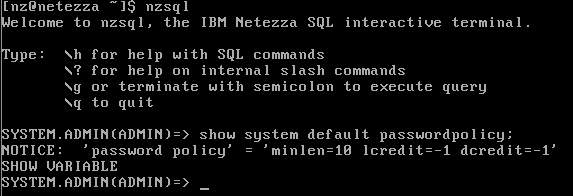 [nz@netezza ~]$ nzsql
Welcome to nzsql, the IBM Netezza SQL interactive terminal.
Type:  \h for help with SQL commands
       \? for help on internal slash commands
       \g or terminate with semicolon to execute query
       \q to quit
SYSTEM.ADMIN(ADMIN)=> show system default passwordpolicy;
NOTICE:  'password policy' = 'minlen=10 lcredit=-1 dcredit=-1'
SHOW VARIABLE
SYSTEM.ADMIN(ADMIN)=> _